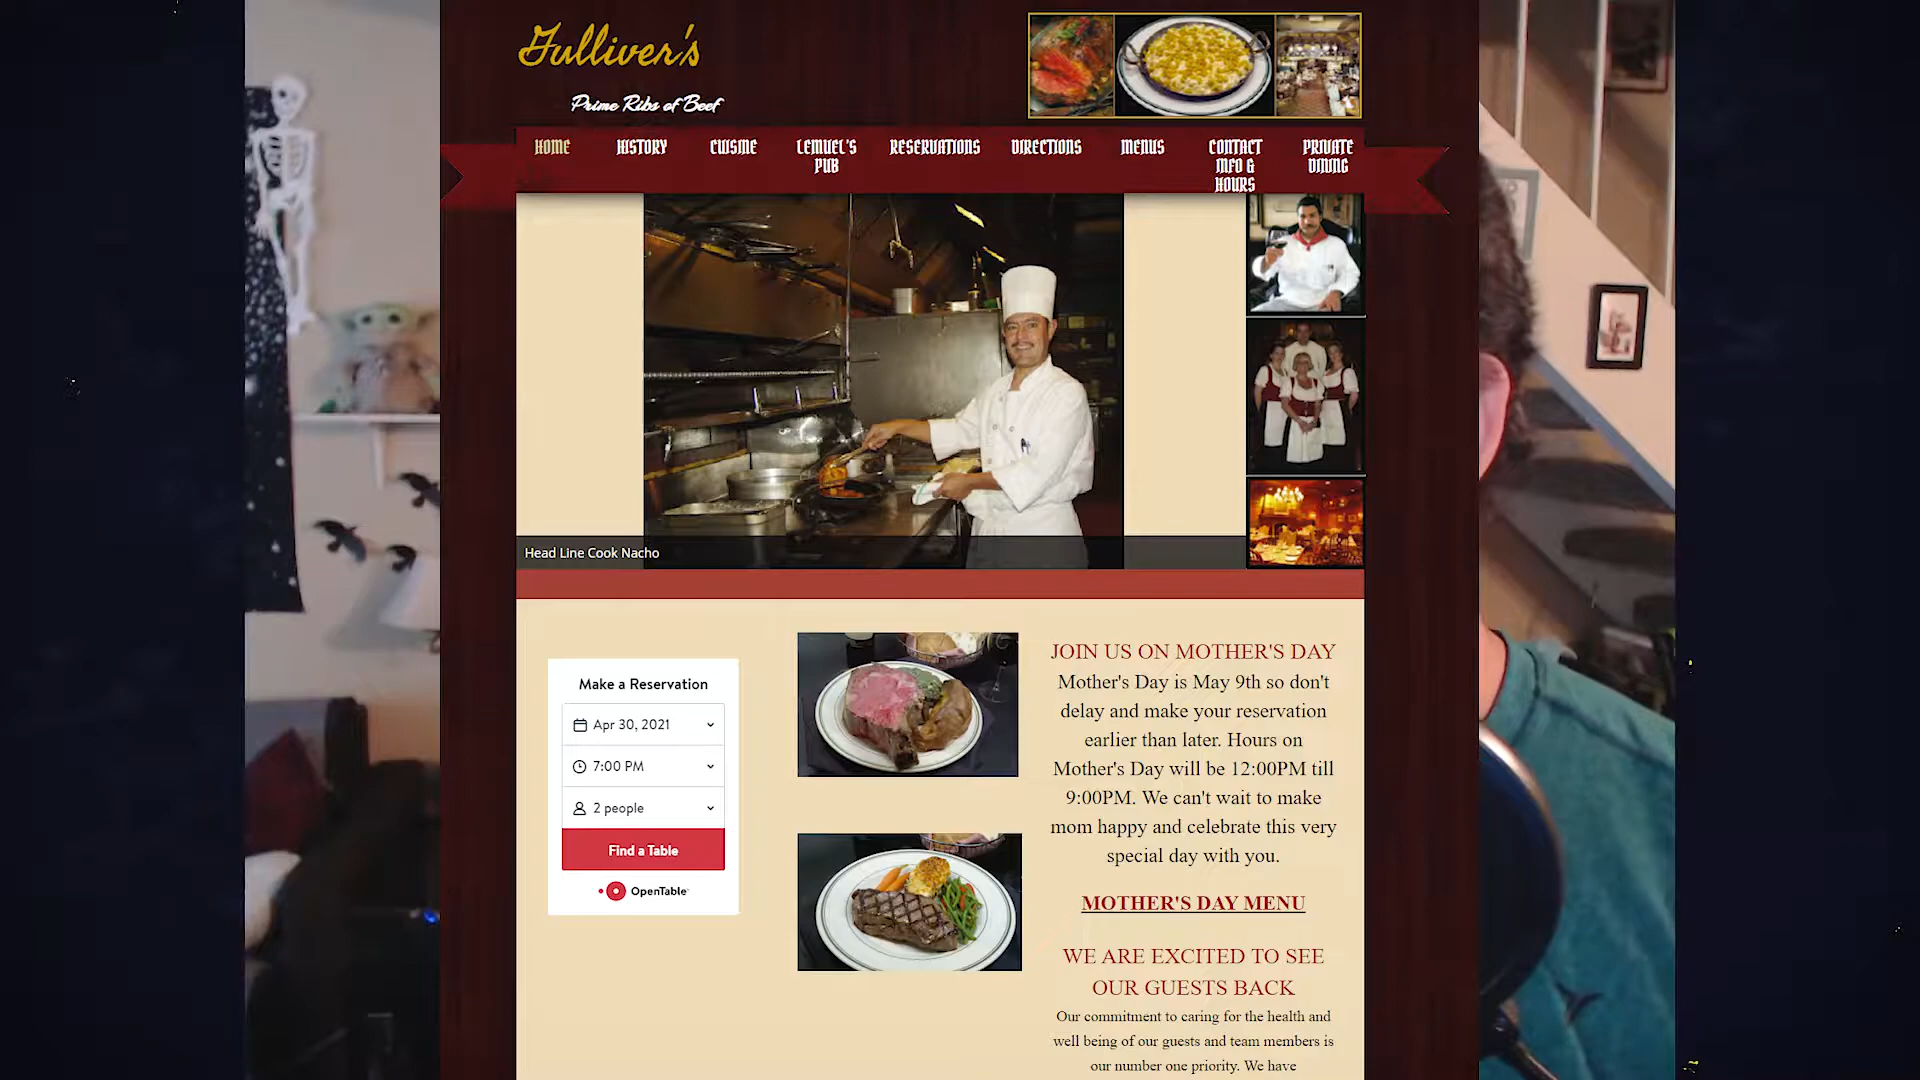 Gulliver's
Prime Ribs of Beef
HOME
HISTORY
CUISINE
LEMUEL'S
PUB
RESERVATIONS
DIRECTIONS
MENUS
CONTACT
INFO &
HOURS
PRIVATE
DINING
Head Line Cook Nacho
Make a Reservation
Apr 30, 2021
7:00 PM
2 people
Find a Table
OpenTable
JOIN US ON MOTHER'S DAY
Mother's Day is May 9th so don't
delay and make your reservation
earlier than later. Hours on
Mother's Day will be 12:00PM till
9:00PM. We can't wait to make
mom happy and celebrate this very
special day with you.
MOTHER'S DAY MENU
WE ARE EXCITED TO SEE
OUR GUESTS BACK
Our commitment to caring for the health and
well being of our guests and team members is
our number one priority. We have